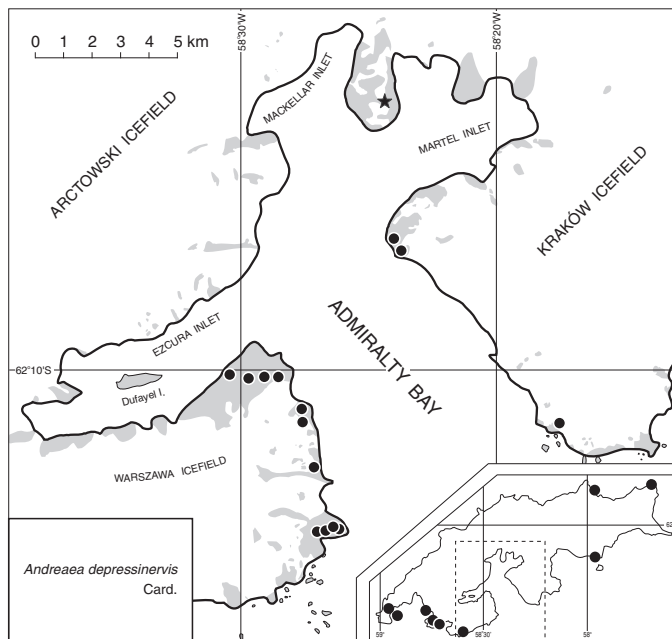 58°30'W
58°20'W
0 1 2 3 4 5 km
MACKELLAR INLET
MARTEL INLET
ARCTOWSKI ICEFIELD
KRAKÓW ICEFIELD
ADMIRALTY BAY
EZCURA INLET
62°10'S
Dufayel I.
WARSZAWA ICEFIELD
Andreaea depressinervis
Card.
62°
59°
58°30'
58°